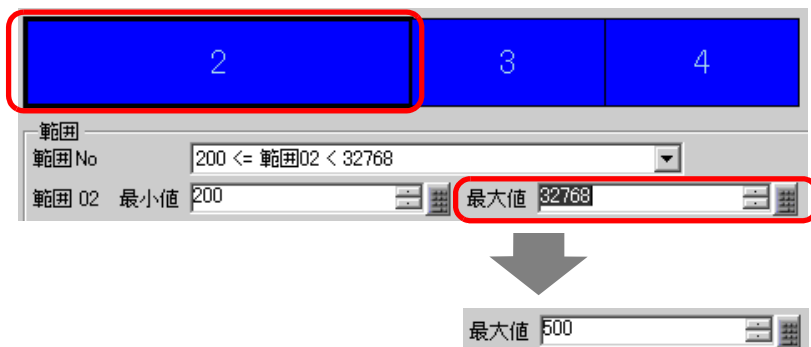 2 3 4
範囲
範囲No 200 <= 範囲02 < 32768
範囲 02 最小値 200 最大値 32768
最大値 500